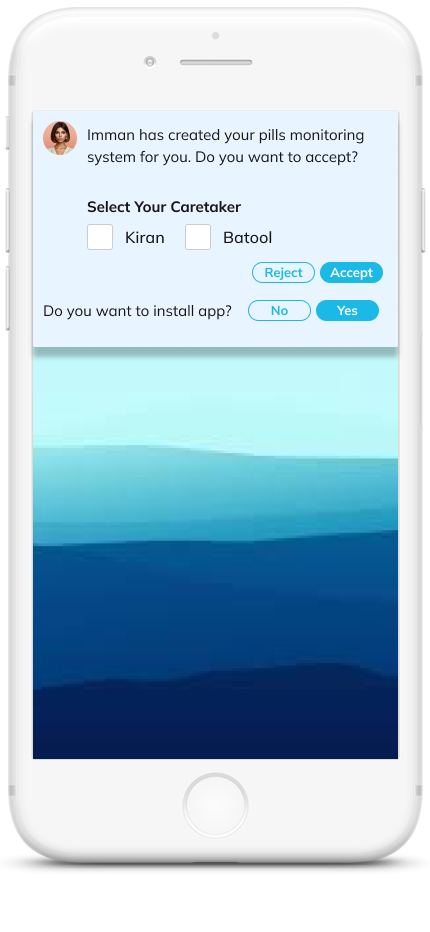 Imman has created your pills monitoring
system for you. Do you want to accept?
Select Your Caretaker
Kiran Batool
Reject Accept
Do you want to install app? No Yes